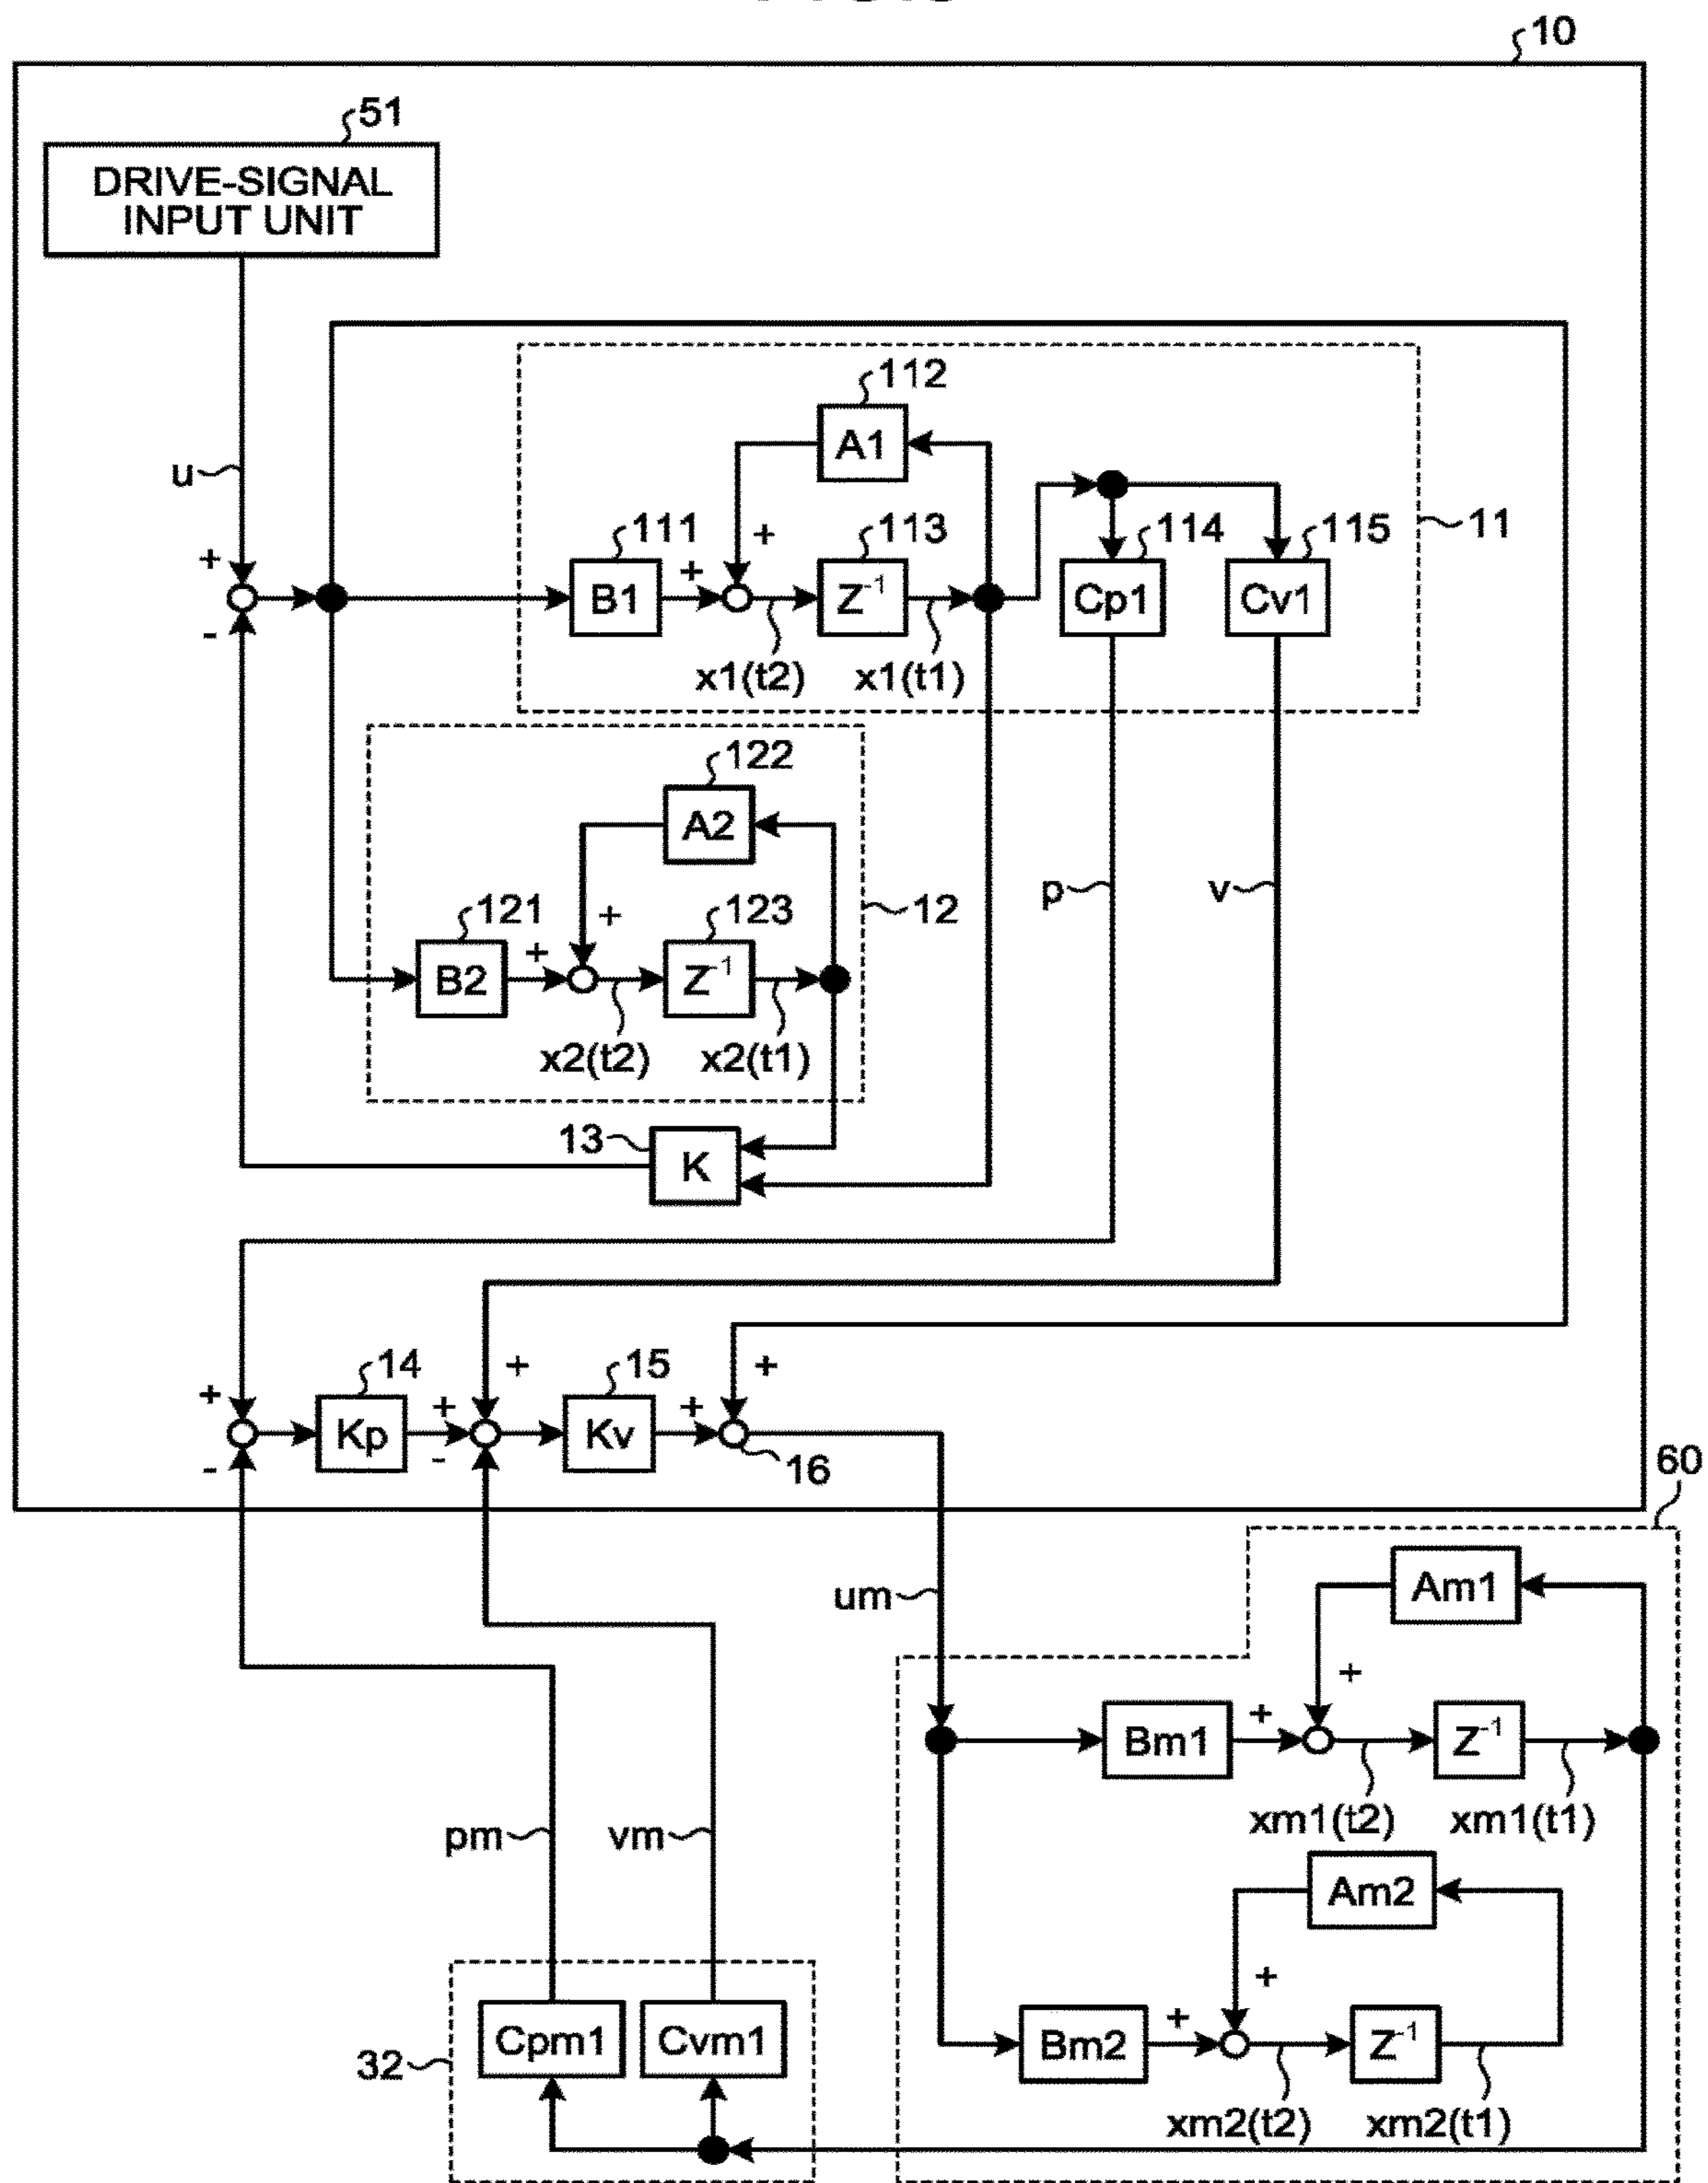 10
51
DRIVE-SIGNAL
INPUT UNIT
112
A1
u
111
+
113
114
115
11
+
+
B1
Z-1
Cp1
Cv1
-
x1(t2)
x1(t1)
122
A2
p
v
121
+
123
12
+
B2
Z-1
x2(t2)
x2(t1)
13
K
14
+
15
+
+
+
+
Kp
Kv
-
-
16
60
um
Am1
+
+
Bm1
Z-1
pm
vm
xm1(t2)
xm1(t1)
Am2
+
+
Cpm1
Cvm1
Bm2
Z-1
32
xm2(t2)
xm2(t1)